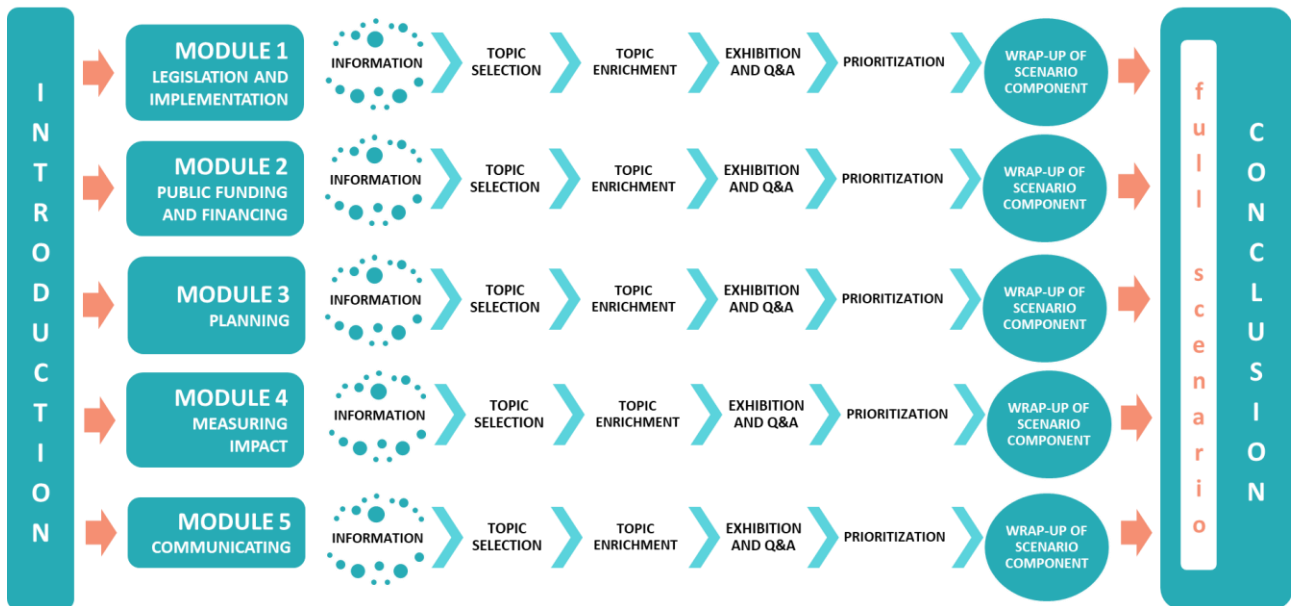 INTRODUCTION
MODULE 1
LEGISLATION AND
IMPLEMENTATION
INFORMATION
TOPIC
SELECTION
TOPIC
ENRICHMENT
EXHIBITION
AND Q&A
PRIORITIZATION
WRAP-UP OF
SCENARIO
COMPONENT
MODULE 2
PUBLIC FUNDING
AND FINANCING
INFORMATION
TOPIC
SELECTION
TOPIC
ENRICHMENT
EXHIBITION
AND Q&A
PRIORITIZATION
WRAP-UP OF
SCENARIO
COMPONENT
MODULE 3
PLANNING
INFORMATION
TOPIC
SELECTION
TOPIC
ENRICHMENT
EXHIBITION
AND Q&A
PRIORITIZATION
WRAP-UP OF
SCENARIO
COMPONENT
MODULE 4
MEASURING
IMPACT
INFORMATION
TOPIC
SELECTION
TOPIC
ENRICHMENT
EXHIBITION
AND Q&A
PRIORITIZATION
WRAP-UP OF
SCENARIO
COMPONENT
MODULE 5
COMMUNICATING
INFORMATION
TOPIC
SELECTION
TOPIC
ENRICHMENT
EXHIBITION
AND Q&A
PRIORITIZATION
WRAP-UP OF
SCENARIO
COMPONENT
full scenario
CONCLUSION